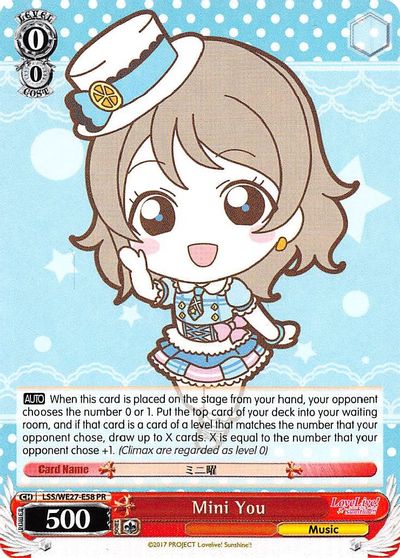 LEVEL
0
0
COST
AUTO When this card is placed on the stage from your hand, your opponent
chooses the number 0 or 1. Put the top card of your deck into your waiting
room, and if that card is a card of a level that matches the number that your
opponent chose, draw up to X cards. X is equal to the number your
opponent chose +1. (Climax are regarded as level 0)
Card Name ミニ曜
CH LSS/WE27-E58 PR
POWER 500 SOUL
Mini You
Love Live!
Sunshine!!
Music
©2017 PROJECT Lovelive! Sunshine!!